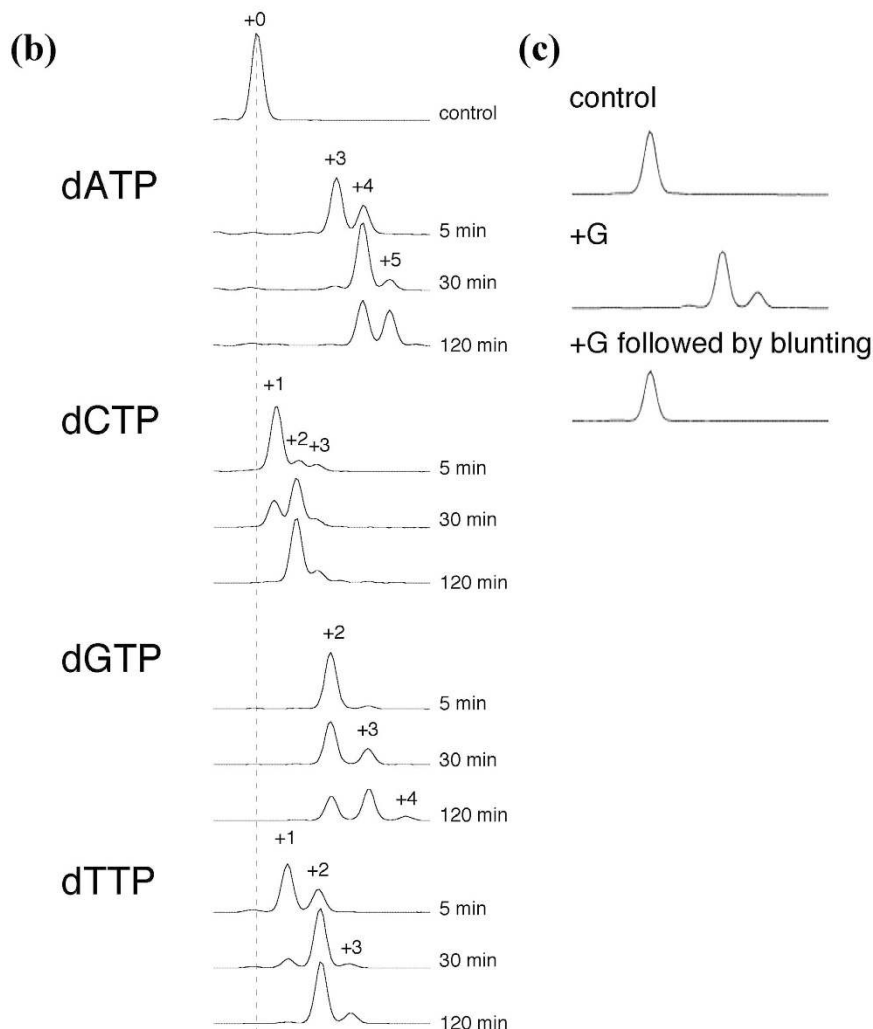 (b)
+0
control
dATP
+3
+4
5 min
+5
30 min
120 min
dCTP
+1
+2
+3
5 min
30 min
120 min
dGTP
+2
5 min
+3
30 min
+4
120 min
dTTP
+1
+2
5 min
+3
30 min
120 min
(c)
control
+G
+G followed by blunting